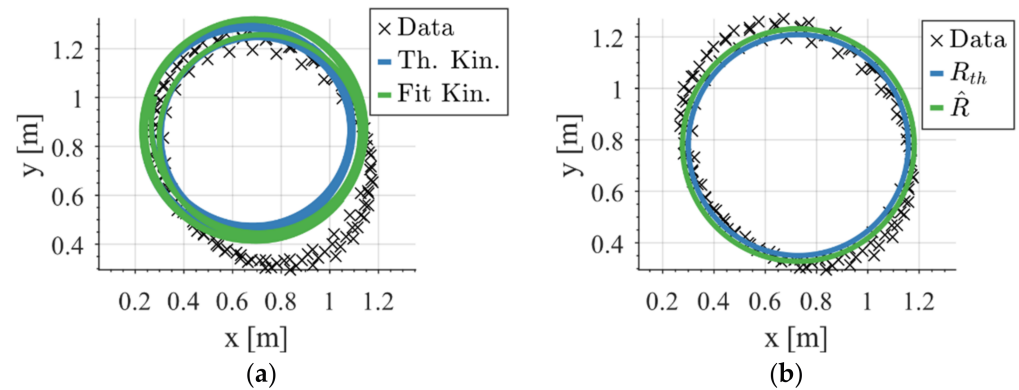 1.2
1
0.8
0.6
0.4
y [m]
0.2 0.4 0.6 0.8 1 1.2
x [m]
× Data
Th. Kin.
Fit Kin.
(a)
1.2
1
0.8
0.6
0.4
y [m]
0.2 0.4 0.6 0.8 1 1.2
x [m]
× Data
R_th
R̂
(b)